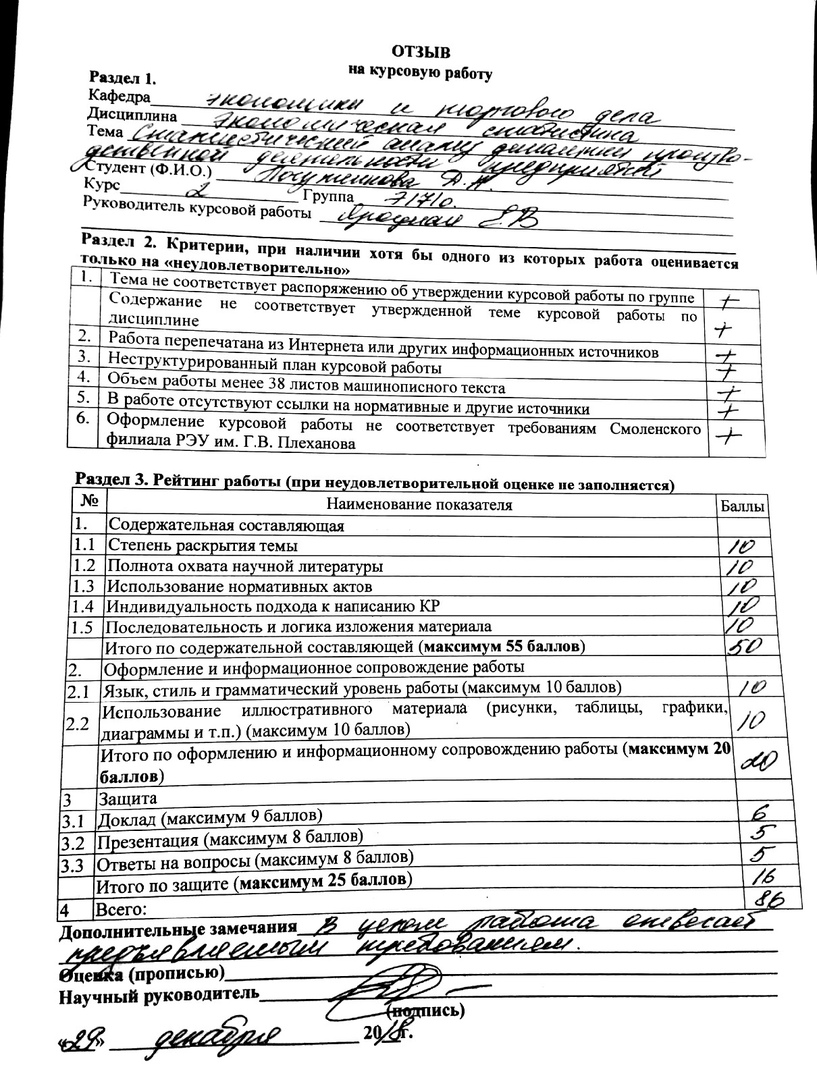 ОТЗЫВ
на курсовую работу
Раздел 1.
Кафедра экономики и торгового дела
Дисциплина Экономическая статистика
Тема Статистический анализ динамики произво-
дственной деятельности предприятий
Студент (Ф.И.О.)
Курс 2 Группа 7171о.
Руководитель курсовой работы Е.В
Раздел 2. Критерии, при наличии хотя бы одного из которых работа оценивается
только на «неудовлетворительно»
1. Тема не соответствует распоряжению об утверждении курсовой работы по группе +
Содержание не соответствует утвержденной теме курсовой работы по
дисциплине +
2. Работа перепечатана из Интернета или других информационных источников +
3. Неструктурированный план курсовой работы +
4. Объем работы менее 38 листов машинописного текста +
5. В работе отсутствуют ссылки на нормативные и другие источники +
6. Оформление курсовой работы не соответствует требованиям Смоленского
филиала РЭУ им. Г.В. Плеханова +
Раздел 3. Рейтинг работы (при неудовлетворительной оценке не заполняется)
№ Наименование показателя Баллы
1. Содержательная составляющая
1.1 Степень раскрытия темы 10
1.2 Полнота охвата научной литературы 10
1.3 Использование нормативных актов 10
1.4 Индивидуальность подхода к написанию КР 10
1.5 Последовательность и логика изложения материала 10
Итого по содержательной составляющей (максимум 55 баллов) 50
2. Оформление и информационное сопровождение работы
2.1 Язык, стиль и грамматический уровень работы (максимум 10 баллов) 10
2.2 Использование иллюстративного материала (рисунки, таблицы, графики,
диаграммы и т.п.) (максимум 10 баллов) 10
Итого по оформлению и информационному сопровождению работы (максимум 20
баллов) 20
3 Защита
3.1 Доклад (максимум 9 баллов) 6
3.2 Презентация (максимум 8 баллов) 5
3.3 Ответы на вопросы (максимум 8 баллов) 5
Итого по защите (максимум 25 баллов) 16
4 Всего: 86
Дополнительные замечания В целом работа отвечает
предъявляемым требованиям.
Оценка (прописью)
Научный руководитель
(подпись)
«29» декабря 2018г.